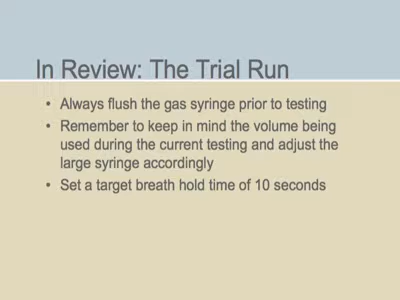 In Review: The Trial Run
• Always flush the gas syringe prior to testing
• Remember to keep in mind the volume being
used during the current testing and adjust the
large syringe accordingly
• Set a target breath hold time of 10 seconds